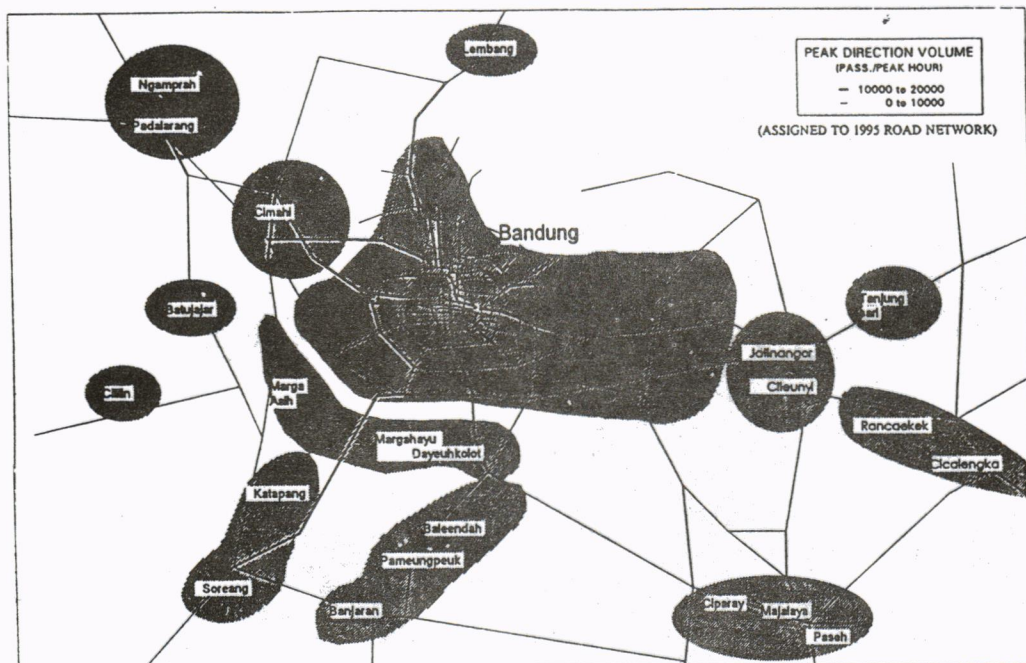 Lembang
PEAK DIRECTION VOLUME
(PASS./PEAK HOUR)
— 10000 to 20000
– 0 to 10000
(ASSIGNED TO 1995 ROAD NETWORK)
Ngamprah
Padalarang
Cimahi
Bandung
Batujajar
Tanjung
sari
Jatinangor
Cileunyi
Cililin
Marga
Asih
Rancaekek
Margahayu
Dayeuhkolot
Cicalengka
Katapang
Baleendah
Pameungpeuk
Soreang
Banjaran
Ciparay
Majalaya
Paseh